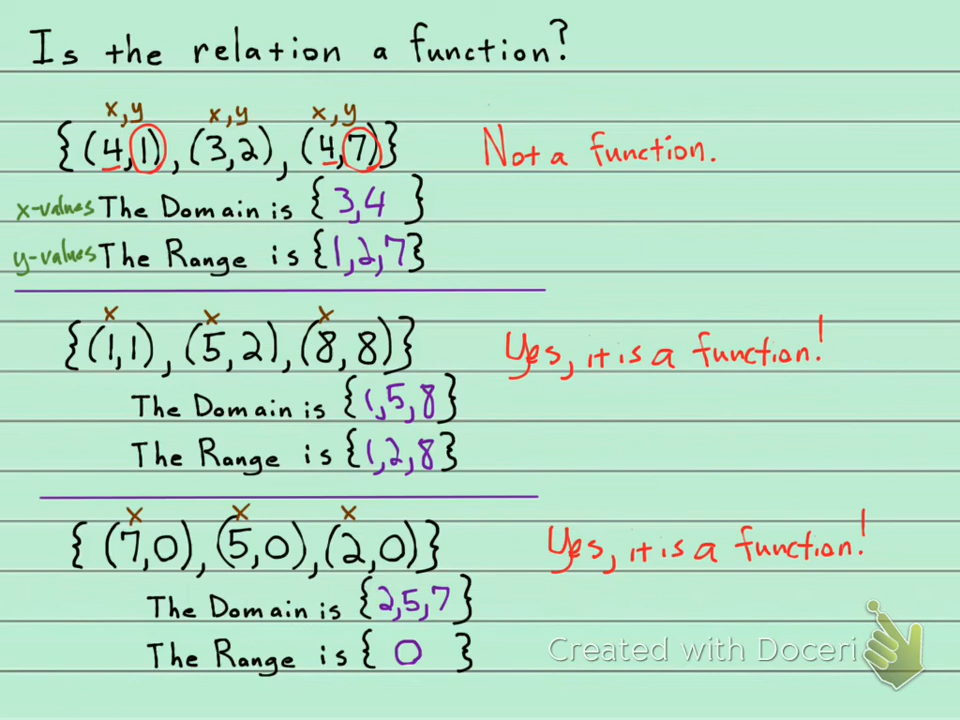 Is the relation a function?
x,y x,y x,y
{(4,1), (3,2), (4,7)} Not a function.
x-values The Domain is {3,4}
y-values The Range is {1,2,7}
x x x
{(1,1), (5,2), (8,8)} Yes, it is a function!
The Domain is {1,5,8}
The Range is {1,2,8}
x x x
{(7,0), (5,0), (2,0)} Yes, it is a function!
The Domain is {2,5,7}
The Range is {0}
Created with Doceri